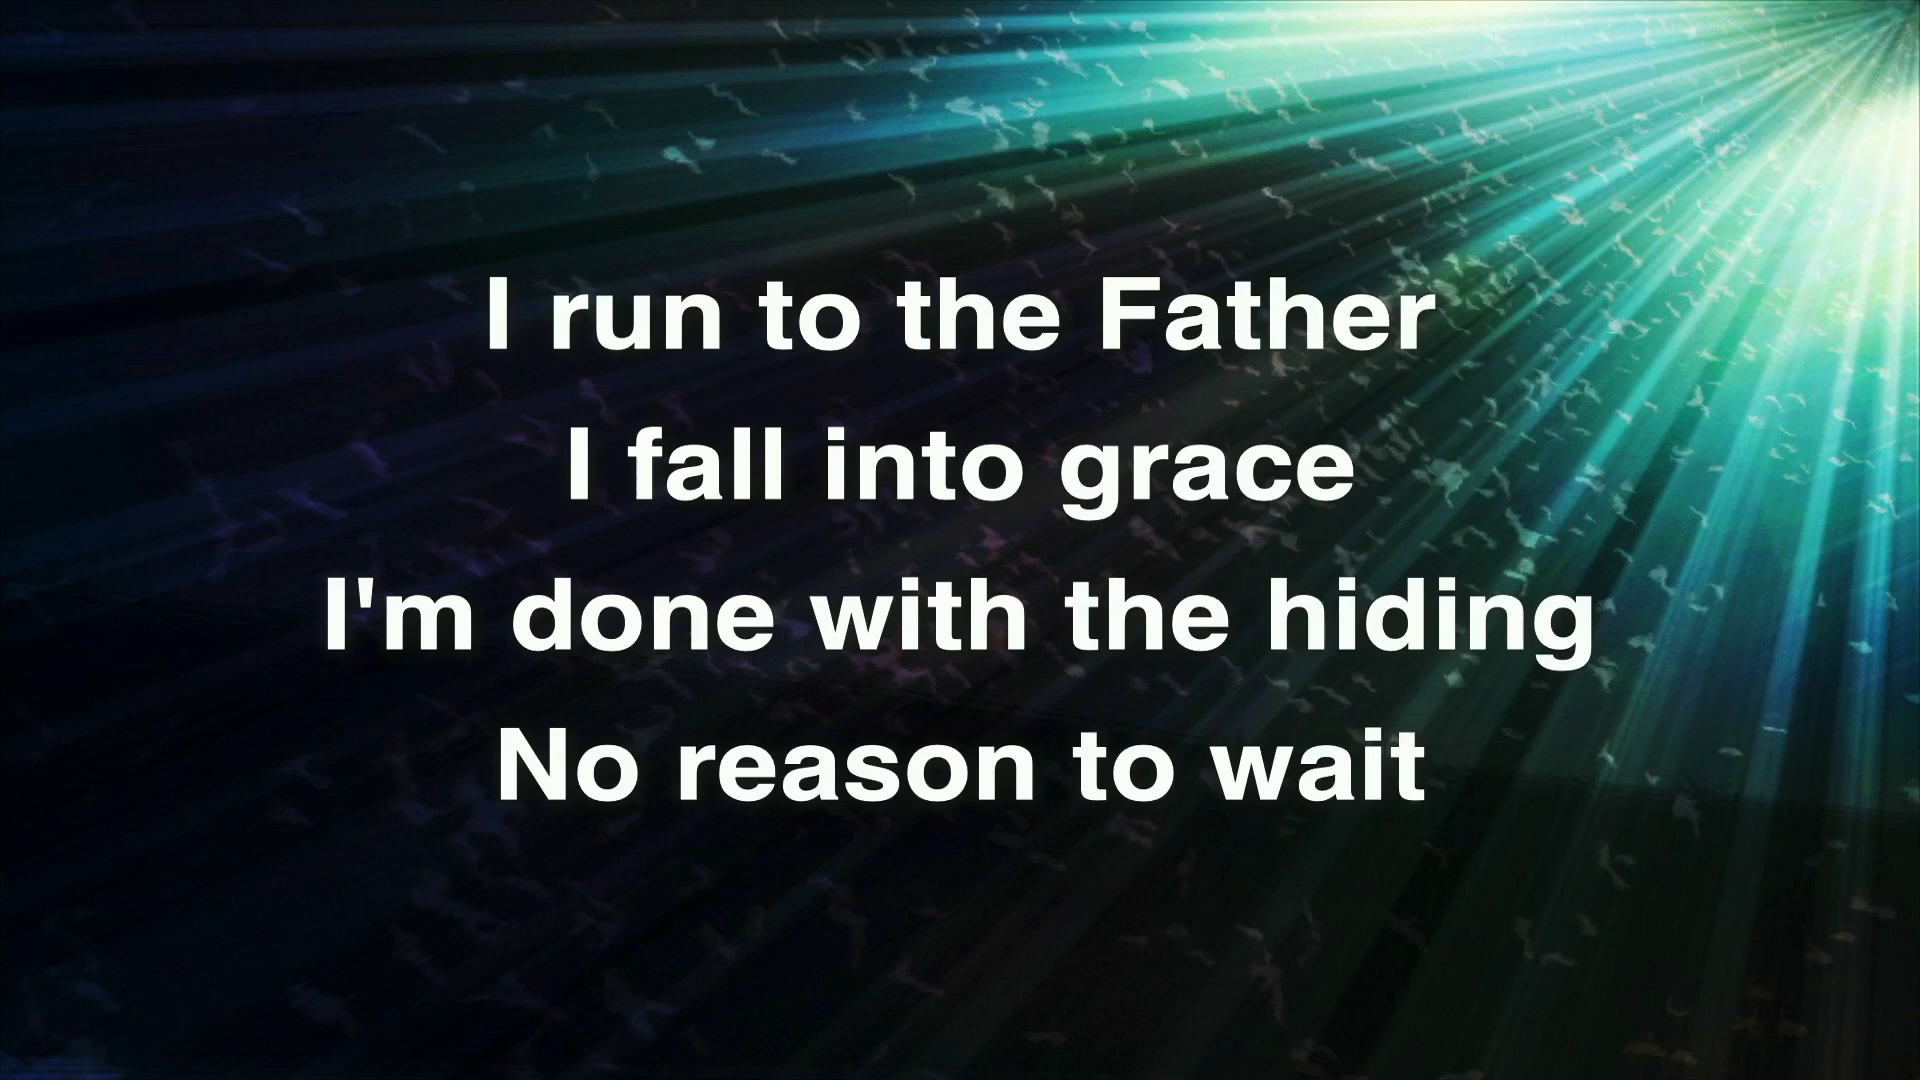 I run to the Father
I fall into grace
I'm done with the hiding
No reason to wait